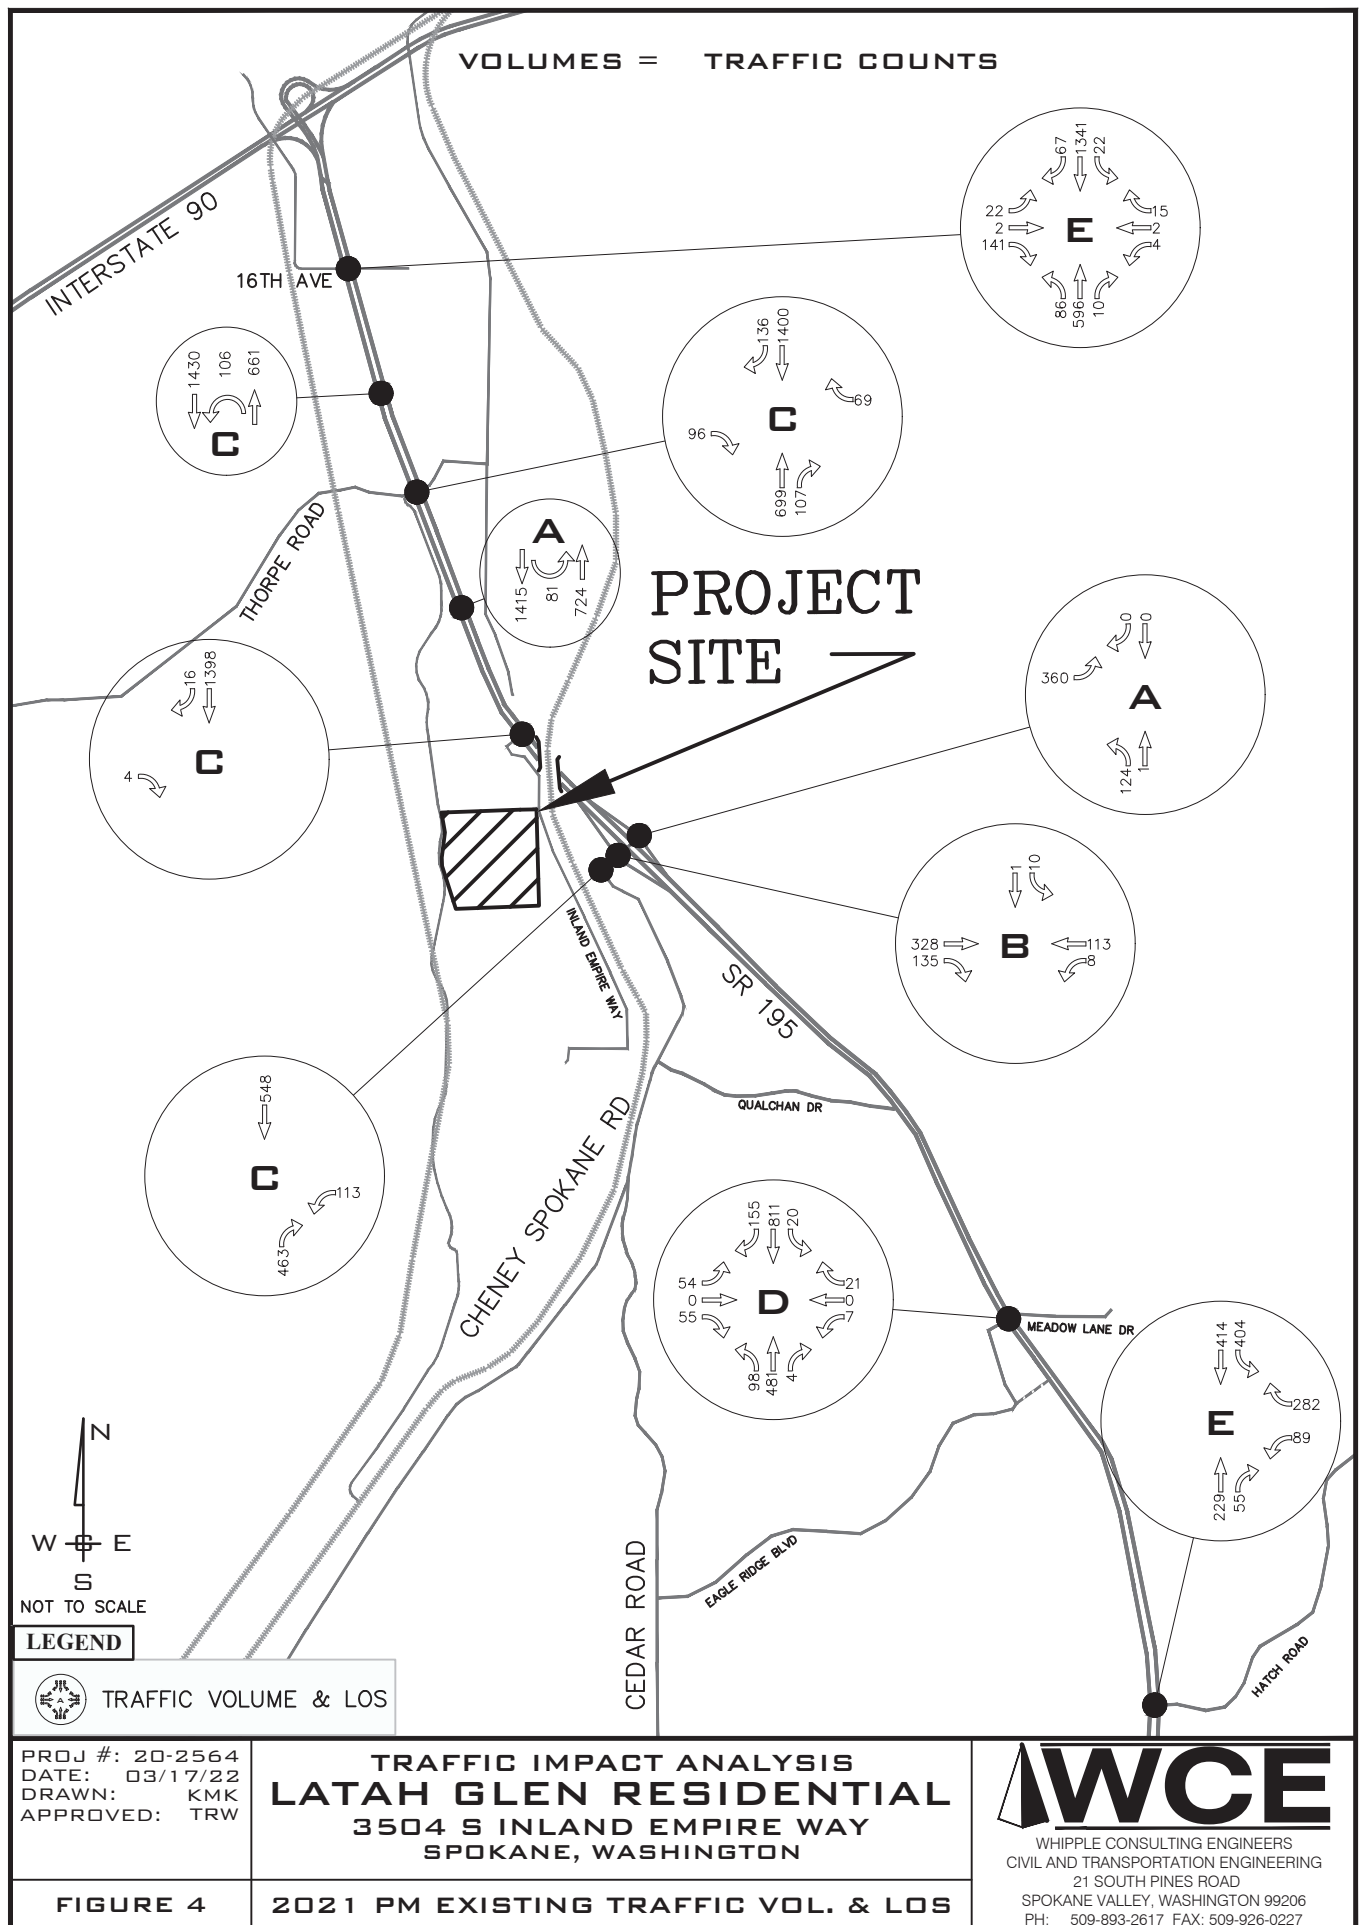 VOLUMES = TRAFFIC COUNTS
INTERSTATE 90
16TH AVE
67
1341
22
22
2
141
15
2
4
86
596
10
E
1430
106
661
C
136
1400
69
96
C
699
107
THORPE ROAD
A
1415
81
724
PROJECT
SITE
0
0
360
A
124
1
16
1398
C
4
1
10
328
135
B
113
8
INLAND EMPIRE WAY
SR 195
548
C
113
463
QUALCHAN DR
CHENEY SPOKANE RD
155
811
20
54
0
55
D
21
0
7
98
481
4
MEADOW LANE DR
414
404
282
E
89
229
55
N
W C E
S
NOT TO SCALE
CEDAR ROAD
EAGLE RIDGE BLVD
HATCH ROAD
LEGEND
A
TRAFFIC VOLUME & LOS
PROJ #: 20-2564
DATE: 03/17/22
DRAWN: KMK
APPROVED: TRW
FIGURE 4
TRAFFIC IMPACT ANALYSIS
LATAH GLEN RESIDENTIAL
3504 S INLAND EMPIRE WAY
SPOKANE, WASHINGTON
2021 PM EXISTING TRAFFIC VOL. & LOS
WCE
WHIPPLE CONSULTING ENGINEERS
CIVIL AND TRANSPORTATION ENGINEERING
21 SOUTH PINES ROAD
SPOKANE VALLEY, WASHINGTON 99206
PH: 509-893-2617 FAX: 509-926-0227